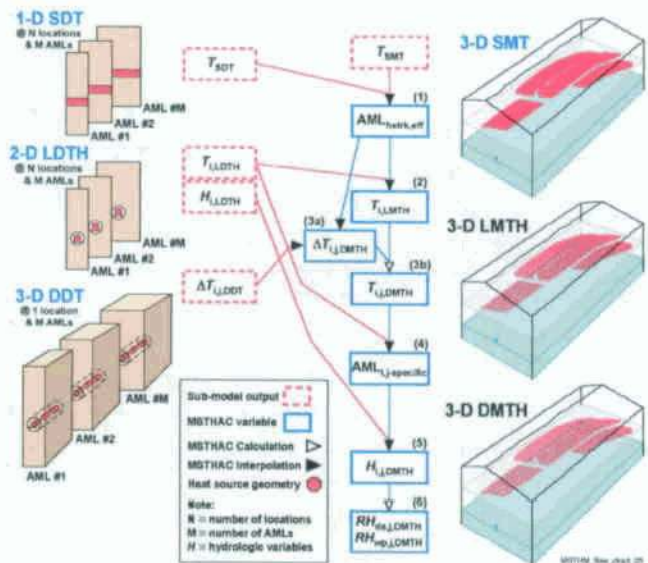 1-D SDT
@ N locations
& M AMLs
AML #M
AML #2
AML #1
2-D LDTH
@ N locations
& M AMLs
AML #M
AML #2
AML #1
3-D DDT
@ 1 location
& M AMLs
AML #M
AML #2
AML #1
T_SDT
T_SMT
(1)
AML_hstrk,eff
T_i,LDTH
H_i,LDTH
(2)
T_i,LMTH
(3a)
ΔT_i,j,DMTH
ΔT_i,j,DDT
(3b)
T_i,j,DMTH
(4)
AML_i,j-specific
(5)
H_i,j,DMTH
(6)
RH_ds,j,DMTH
RH_wp,j,DMTH
Sub-model output
MSTHAC variable
MSTHAC Calculation
MSTHAC Interpolation
Heat source geometry
Note:
N = number of locations
M = number of AMLs
H = hydrologic variables
3-D SMT
3-D LMTH
3-D DMTH